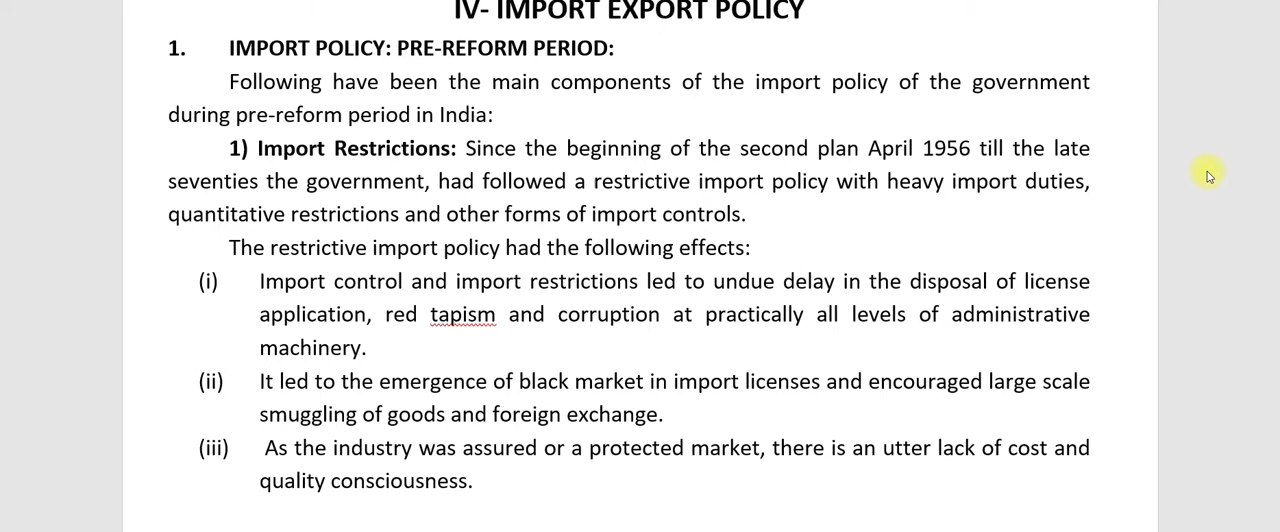 IV- IMPORT EXPORT POLICY
1. IMPORT POLICY: PRE-REFORM PERIOD:
Following have been the main components of the import policy of the government
during pre-reform period in India:
1) Import Restrictions: Since the beginning of the second plan April 1956 till the late
seventies the government, had followed a restrictive import policy with heavy import duties,
quantitative restrictions and other forms of import controls.
The restrictive import policy had the following effects:
(i) Import control and import restrictions led to undue delay in the disposal of license
application, red tapism and corruption at practically all levels of administrative
machinery.
(ii) It led to the emergence of black market in import licenses and encouraged large scale
smuggling of goods and foreign exchange.
(iii) As the industry was assured or a protected market, there is an utter lack of cost and
quality consciousness.